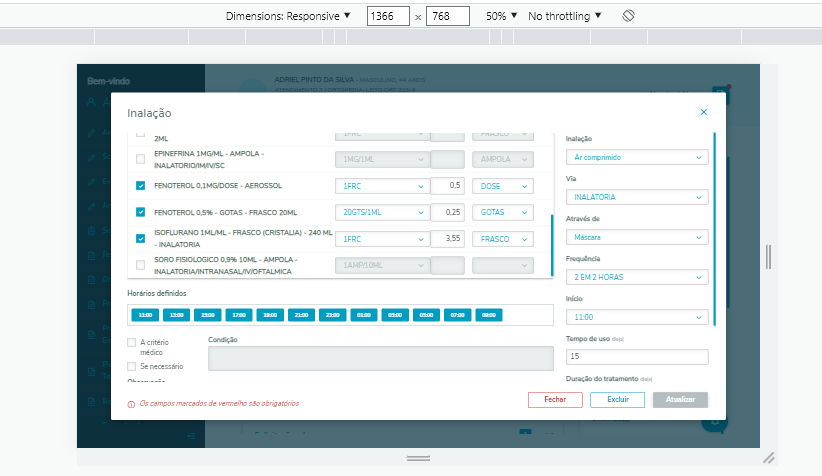 Dimensions: Responsive ▼ 1366 × 768 50% ▼ No throttling ▼
Bem-vindo
ADRIEL PINTO DA SILVA - MASCULINO, 44 ANOS
Inalação ×
2ML 1FRC FRASCO
EPINEFRINA 1MG/ML - AMPOLA -
INALATORIO/IM/IV/SC 1MG/1ML AMPOLA
FENOTEROL 0,1MG/DOSE - AEROSSOL 1FRC 0,5 DOSE
FENOTEROL 0,5% - GOTAS - FRASCO 20ML 20GTS/1ML 0,25 GOTAS
ISOFLURANO 1ML/ML - FRASCO (CRISTALIA) - 240 ML
- INALATORIA 1FRC 3,55 FRASCO
SORO FISIOLOGICO 0,9% 10ML - AMPOLA -
INALATORIA/INTRANASAL/IV/OFTALMICA 1AMP/10ML
Horários definidos
11:00 13:00 15:00 17:00 19:00 21:00 23:00 01:00 03:00 05:00 07:00 09:00
A critério
médico
Se necessário
Condição
Observação
Inalação
Ar comprimido
Via
INALATORIA
Através de
Máscara
Frequência
2 EM 2 HORAS
Início
11:00
Tempo de uso
15
Duração do tratamento
Os campos marcados de vermelho são obrigatórios
Fechar Excluir Atualizar